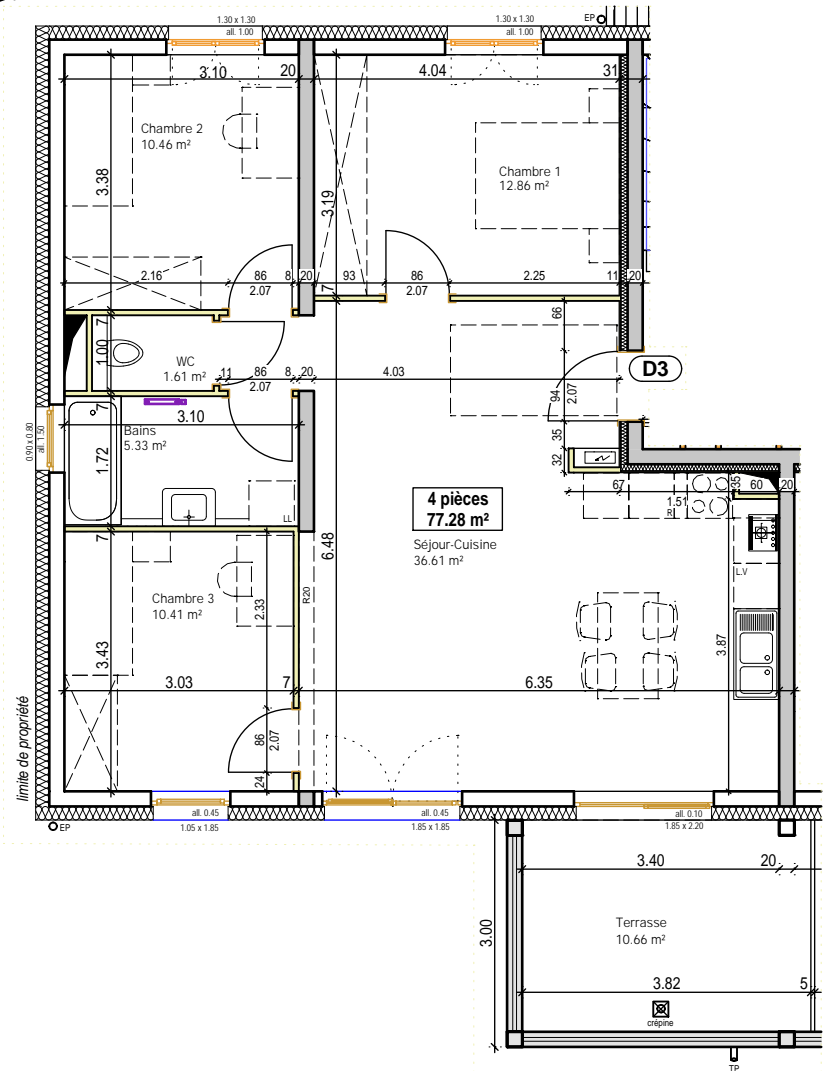 EP
1.30 x 1.30
all. 1.00
1.30 x 1.30
all. 1.00
3.10
20
4.04
31
Chambre 2
10.46 m²
3.38
Chambre 1
12.86 m²
3.19
2.16
86
2.07
8
20
93
86
2.07
2.25
11
20
7
7
1.00
WC
1.61 m²
11
86
2.07
8
20
4.03
66
94
2.07
D3
35
32
0.90 x 0.80
all. 1.50
7
3.10
Bains
5.33 m²
1.72
LL
7
4 pièces
77.28 m²
Séjour-Cuisine
36.61 m²
6.48
67
1.51
R
35
60
20
L.V
3.87
Chambre 3
10.41 m²
2.33
R20
3.43
3.03
7
6.35
86
2.07
24
limite de propriété
EP
all. 0.45
1.05 x 1.85
all. 0.45
1.85 x 1.85
all. 0.10
1.85 x 2.20
3.40
20
3.00
Terrasse
10.66 m²
3.82
5
crépine
TP